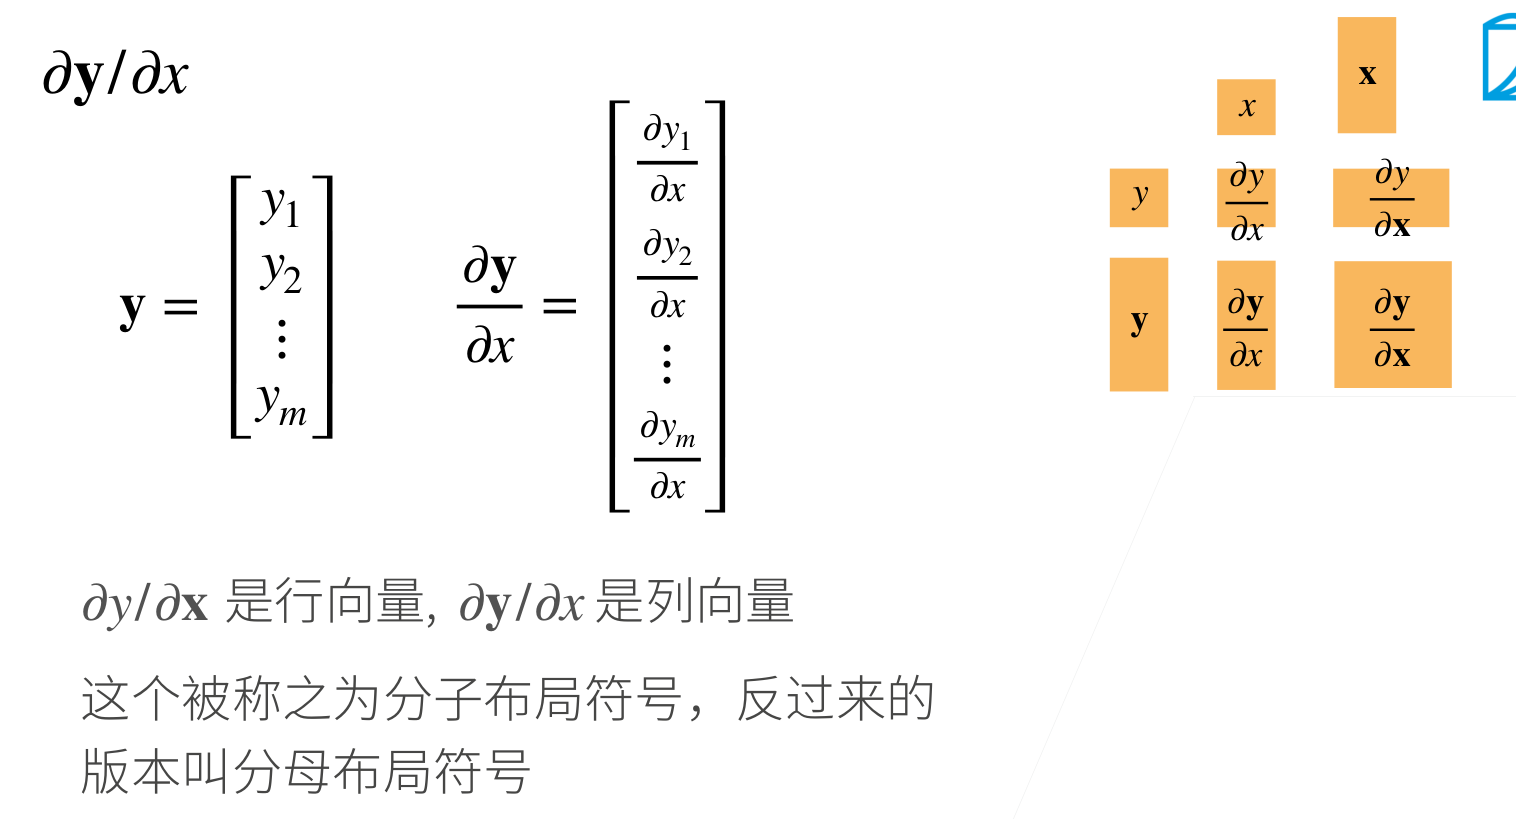 ∂𝐲/∂x
𝐲 = [y₁ y₂ ⋮ yₘ]
∂𝐲/∂x = [∂y₁/∂x ∂y₂/∂x ⋮ ∂yₘ/∂x]
x 𝐱
y ∂y/∂x ∂y/∂𝐱
𝐲 ∂𝐲/∂x ∂𝐲/∂𝐱
∂y/∂𝐱 是行向量, ∂𝐲/∂x 是列向量
这个被称之为分子布局符号，反过来的
版本叫分母布局符号